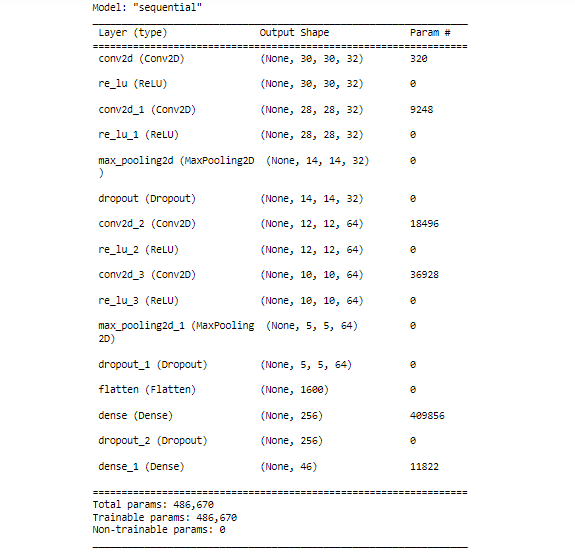 Model: "sequential"
Layer (type) Output Shape Param #
conv2d (Conv2D) (None, 30, 30, 32) 320
re_lu (ReLU) (None, 30, 30, 32) 0
conv2d_1 (Conv2D) (None, 28, 28, 32) 9248
re_lu_1 (ReLU) (None, 28, 28, 32) 0
max_pooling2d (MaxPooling2D (None, 14, 14, 32) 0
)
dropout (Dropout) (None, 14, 14, 32) 0
conv2d_2 (Conv2D) (None, 12, 12, 64) 18496
re_lu_2 (ReLU) (None, 12, 12, 64) 0
conv2d_3 (Conv2D) (None, 10, 10, 64) 36928
re_lu_3 (ReLU) (None, 10, 10, 64) 0
max_pooling2d_1 (MaxPooling (None, 5, 5, 64) 0
2D)
dropout_1 (Dropout) (None, 5, 5, 64) 0
flatten (Flatten) (None, 1600) 0
dense (Dense) (None, 256) 409856
dropout_2 (Dropout) (None, 256) 0
dense_1 (Dense) (None, 46) 11822
Total params: 486,670
Trainable params: 486,670
Non-trainable params: 0